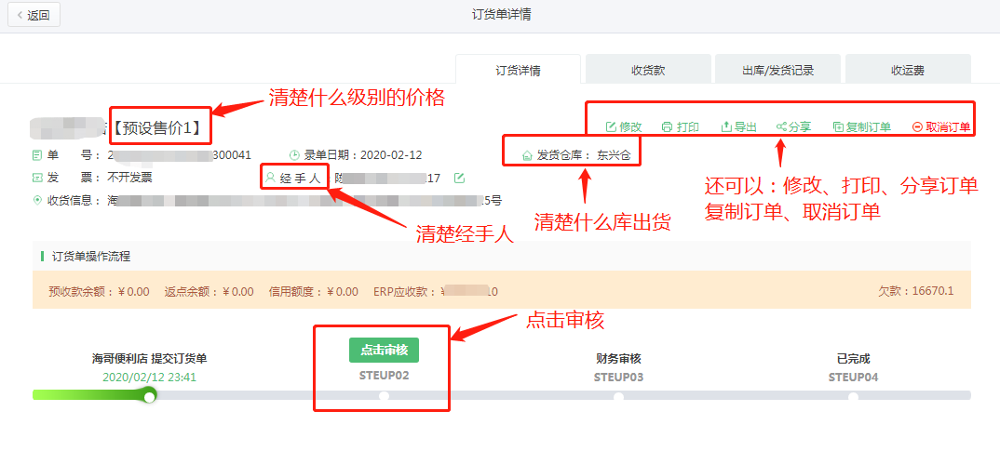 返回
订货单详情
订货详情
收货款
出库/发货记录
收运费
清楚什么级别的价格
【预设售价1】
修改
打印
导出
分享
复制订单
取消订单
单 号：2 300041
录单日期：2020-02-12
发货仓库： 东兴仓
发 票： 不开发票
经 手 人
17
收货信息： 海 5号
还可以：修改、打印、分享订单
复制订单、取消订单
清楚经手人
清楚什么库出货
订货单操作流程
预收款余额：￥0.00
返点余额：￥0.00
信用额度：￥0.00
ERP应收款：￥ 10
欠款：16670.1
点击审核
海哥便利店 提交订货单
2020/02/12 23:41
点击审核
STEUP02
财务审核
STEUP03
已完成
STEUP04